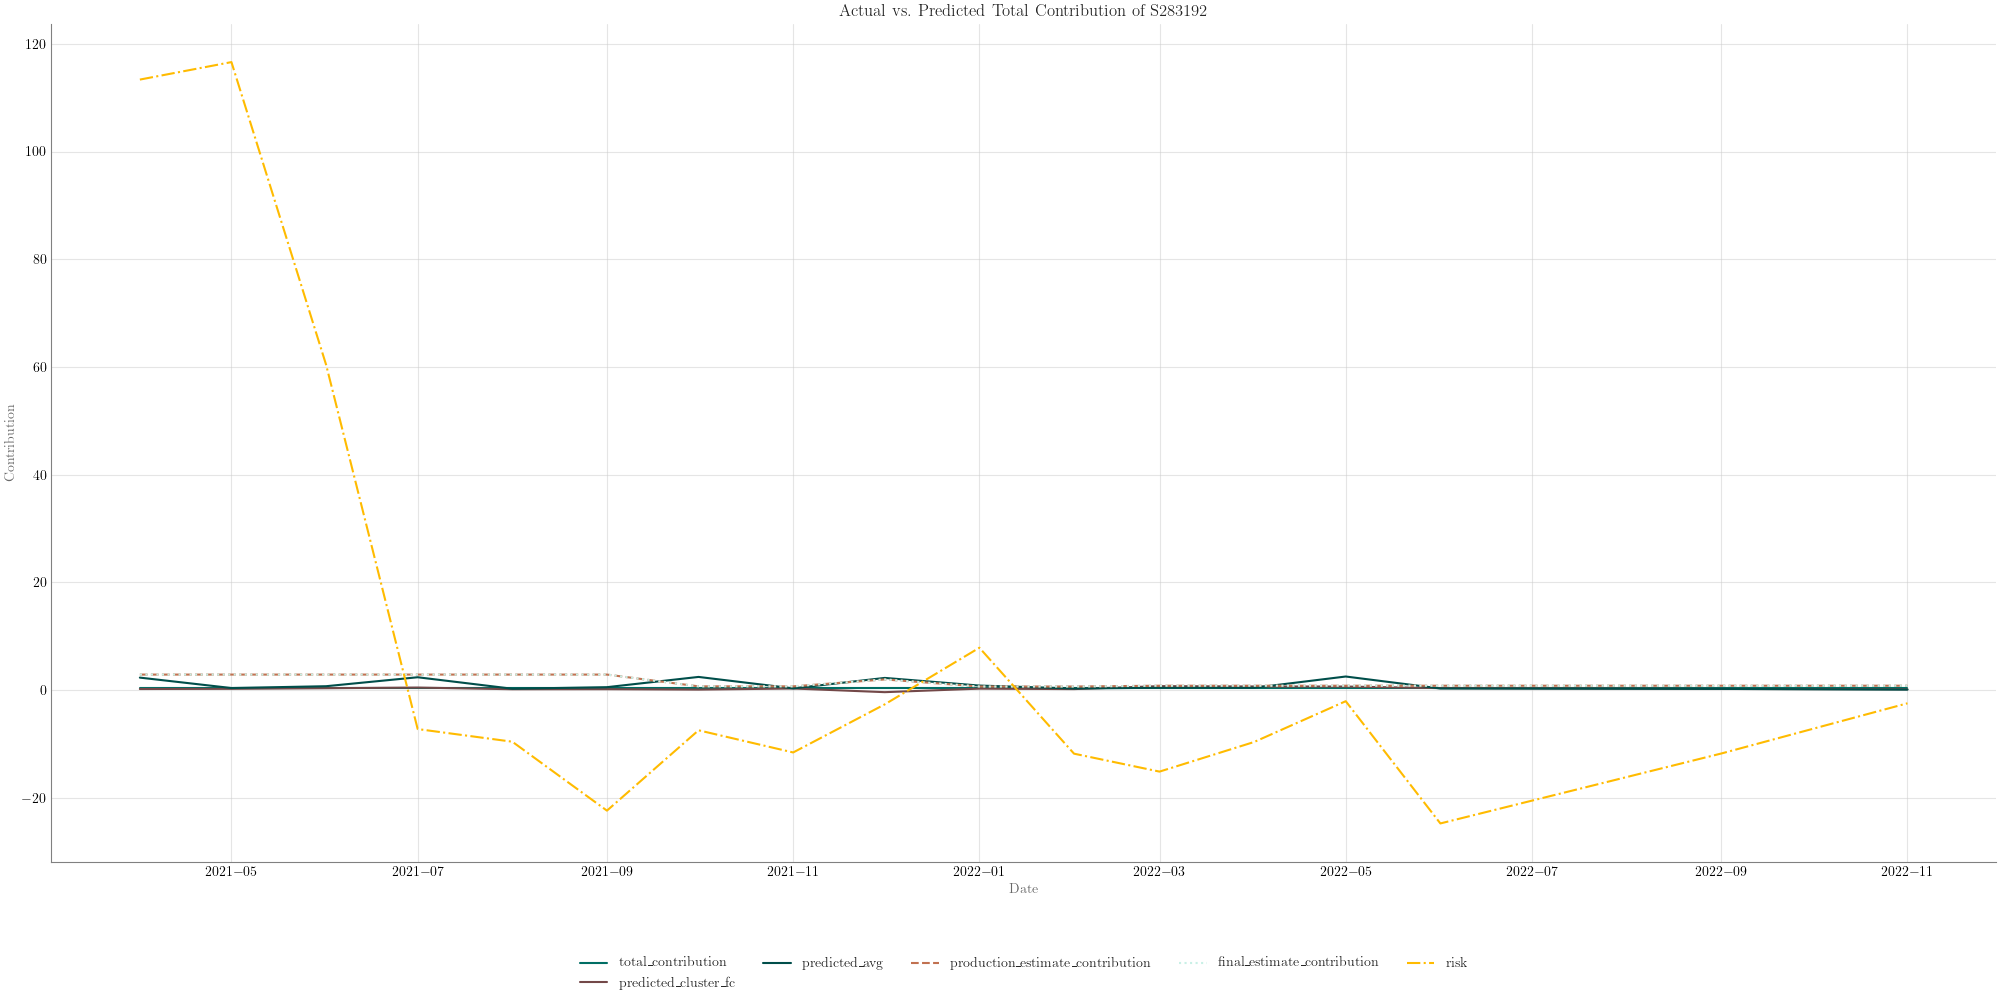 Actual vs. Predicted Total Contribution of S283192
120
100
80
60
40
20
0
−20
Contribution
2021−05 2021−07 2021−09 2021−11 2022−01 2022−03 2022−05 2022−07 2022−09 2022−11
Date
total_contribution predicted_avg production_estimate_contribution final_estimate_contribution risk
predicted_cluster_fc